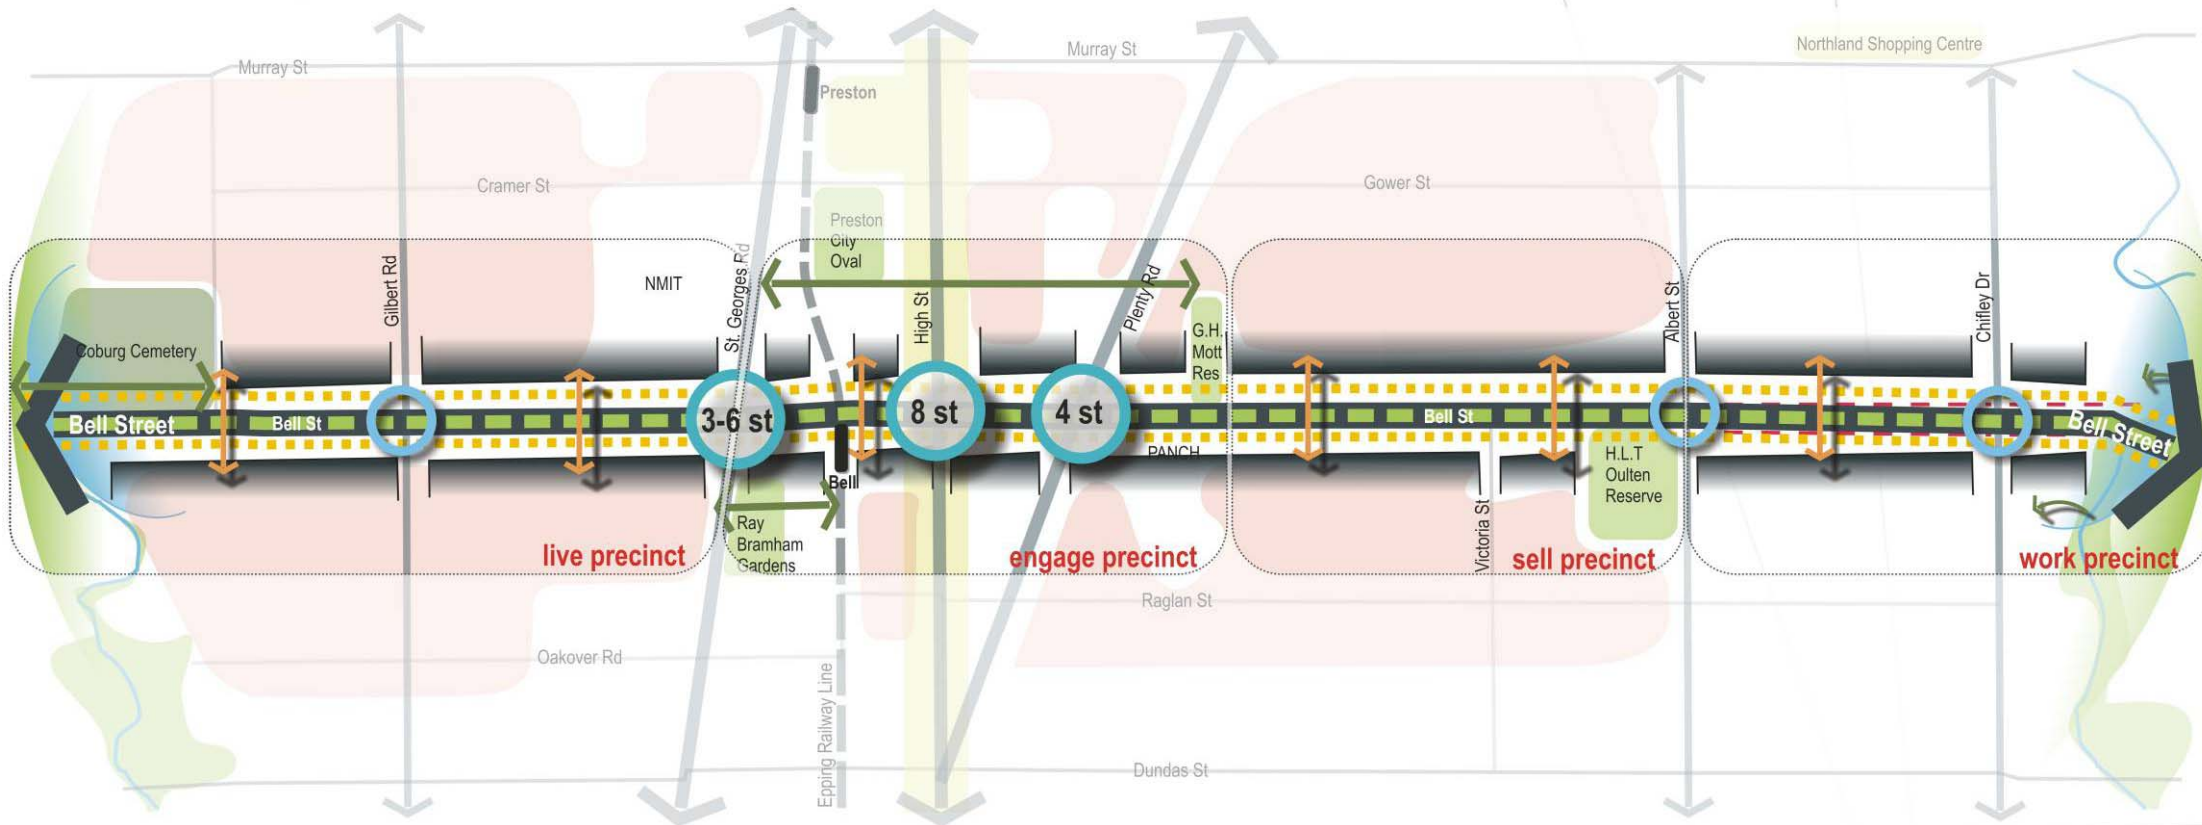 Murray St
Murray St
Northland Shopping Centre
Preston
Cramer St
Gower St
Preston
City
Oval
NMIT
Gilbert Rd
St. Georges Rd
High St
Plenty Rd
Albert St
Chifley Dr
G.H.
Mott
Res
Coburg Cemetery
Bell Street
Bell St
3-6 st
8 st
4 st
Bell St
Bell Street
PANCH
H.L.T
Oulten
Reserve
Bell
Ray
Bramham
Gardens
Victoria St
live precinct
engage precinct
sell precinct
work precinct
Raglan St
Oakover Rd
Epping Railway Line
Dundas St